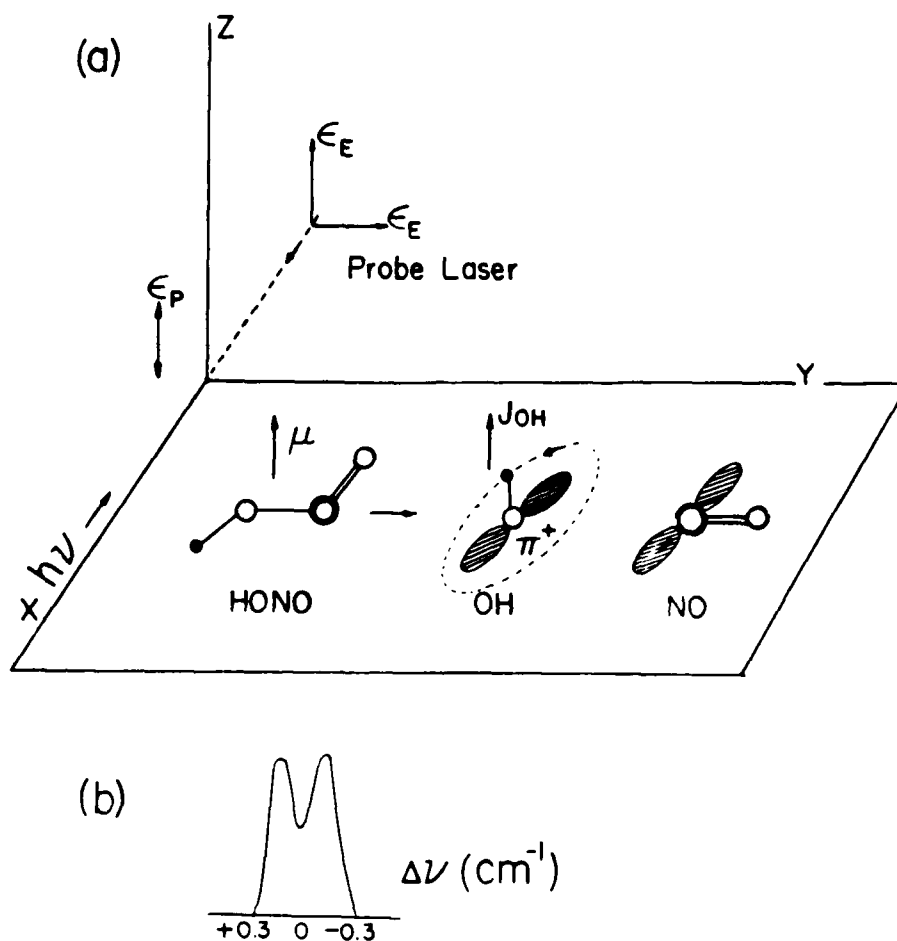 (a)
Z
ϵE
ϵE
Probe Laser
ϵP
Y
μ
JOH
π+
X hν →
HONO
OH
NO
(b)
Δν (cm-1)
+0.3 0 -0.3